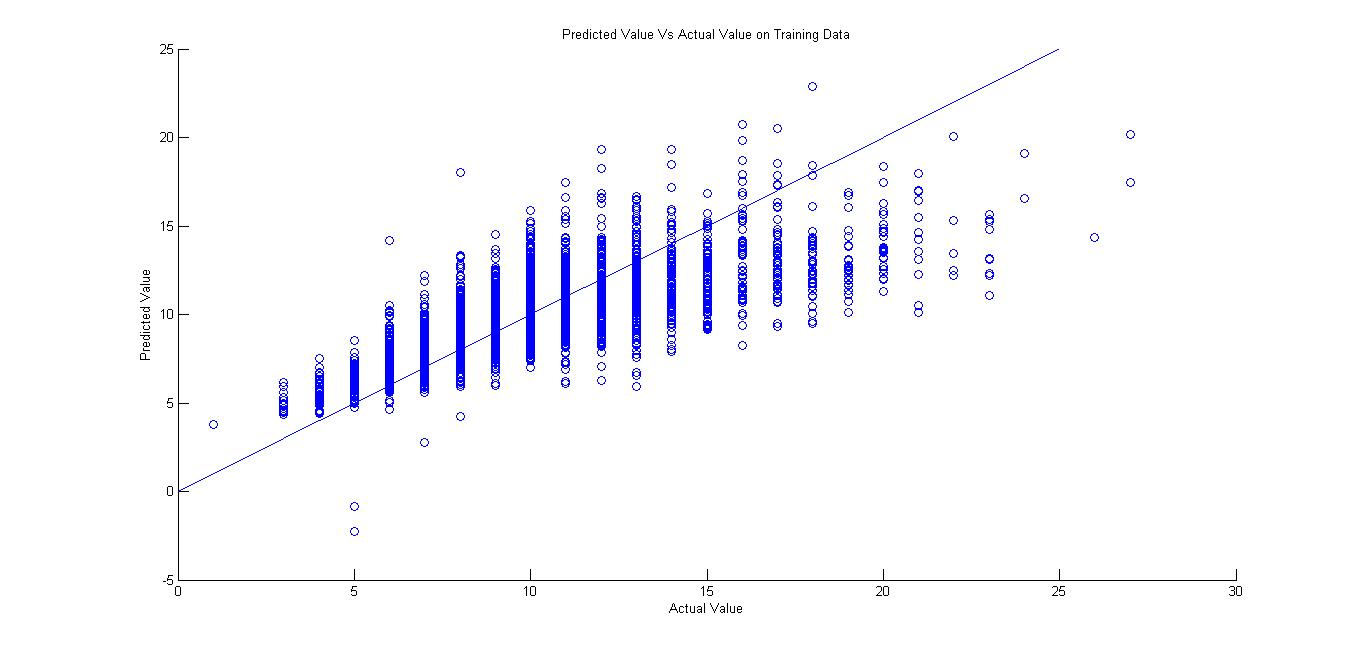 Predicted Value Vs Actual Value on Training Data
25
20
15
10
5
0
-5
Predicted Value
0 5 10 15 20 25 30
Actual Value